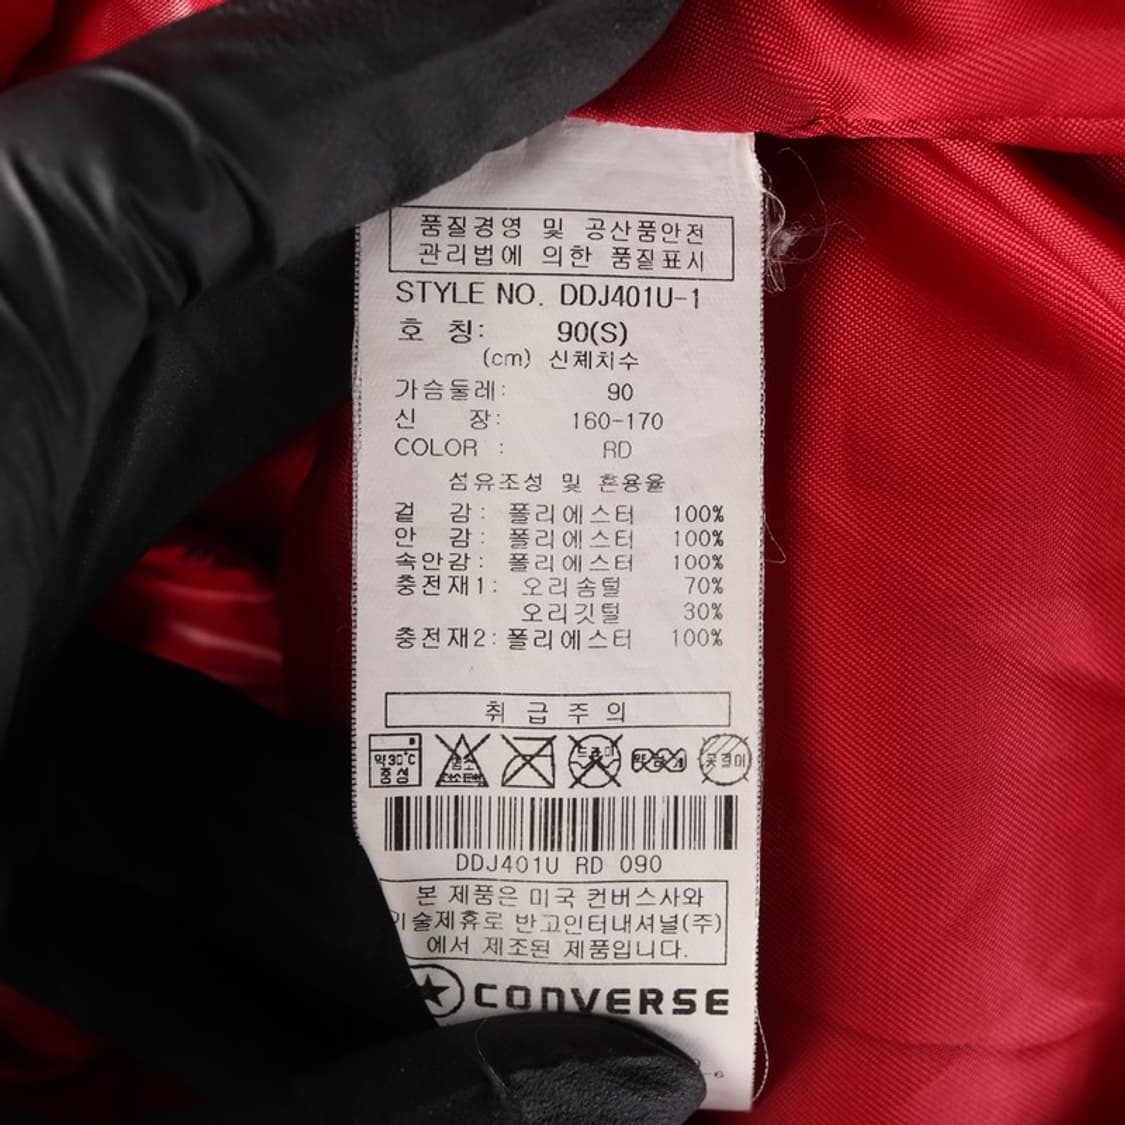 품질경영 및 공산품안전
관리법에 의한 품질표시
STYLE NO. DDJ401U-1
호 칭: 90(S)
(cm) 신체치수
가슴둘레: 90
신 장: 160-170
COLOR : RD
섬유조성 및 혼용율
겉 감: 폴리에스터 100%
안 감: 폴리에스터 100%
속안감: 폴리에스터 100%
충전재1: 오리솜털 70%
오리깃털 30%
충전재2: 폴리에스터 100%
취급주의
약30℃ 중성 드라이 옷걸이
DDJ401U RD 090
본 제품은 미국 컨버스사와
기술제휴로 반고인터내셔널(주)
에서 제조된 제품입니다.
CONVERSE